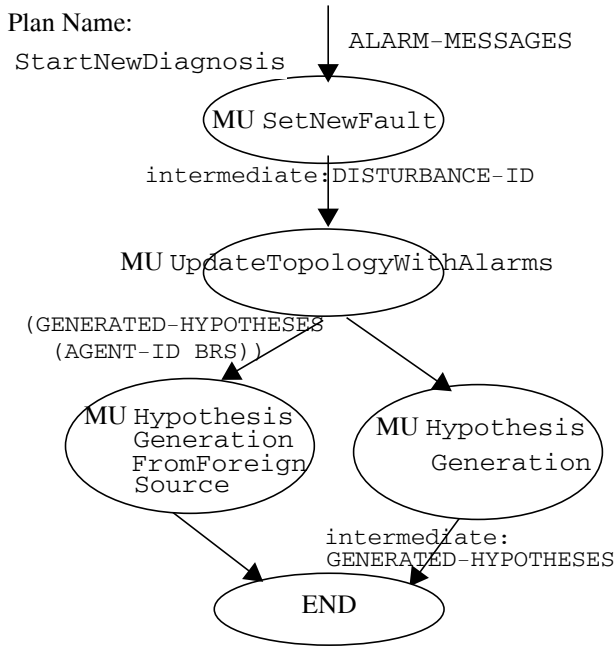 Plan Name:
StartNewDiagnosis
ALARM-MESSAGES
MU SetNewFault
intermediate:DISTURBANCE-ID
MU UpdateTopologyWithAlarms
(GENERATED-HYPOTHESES
(AGENT-ID BRS))
MU Hypothesis
Generation
FromForeign
Source
MU Hypothesis
Generation
intermediate:
GENERATED-HYPOTHESES
END